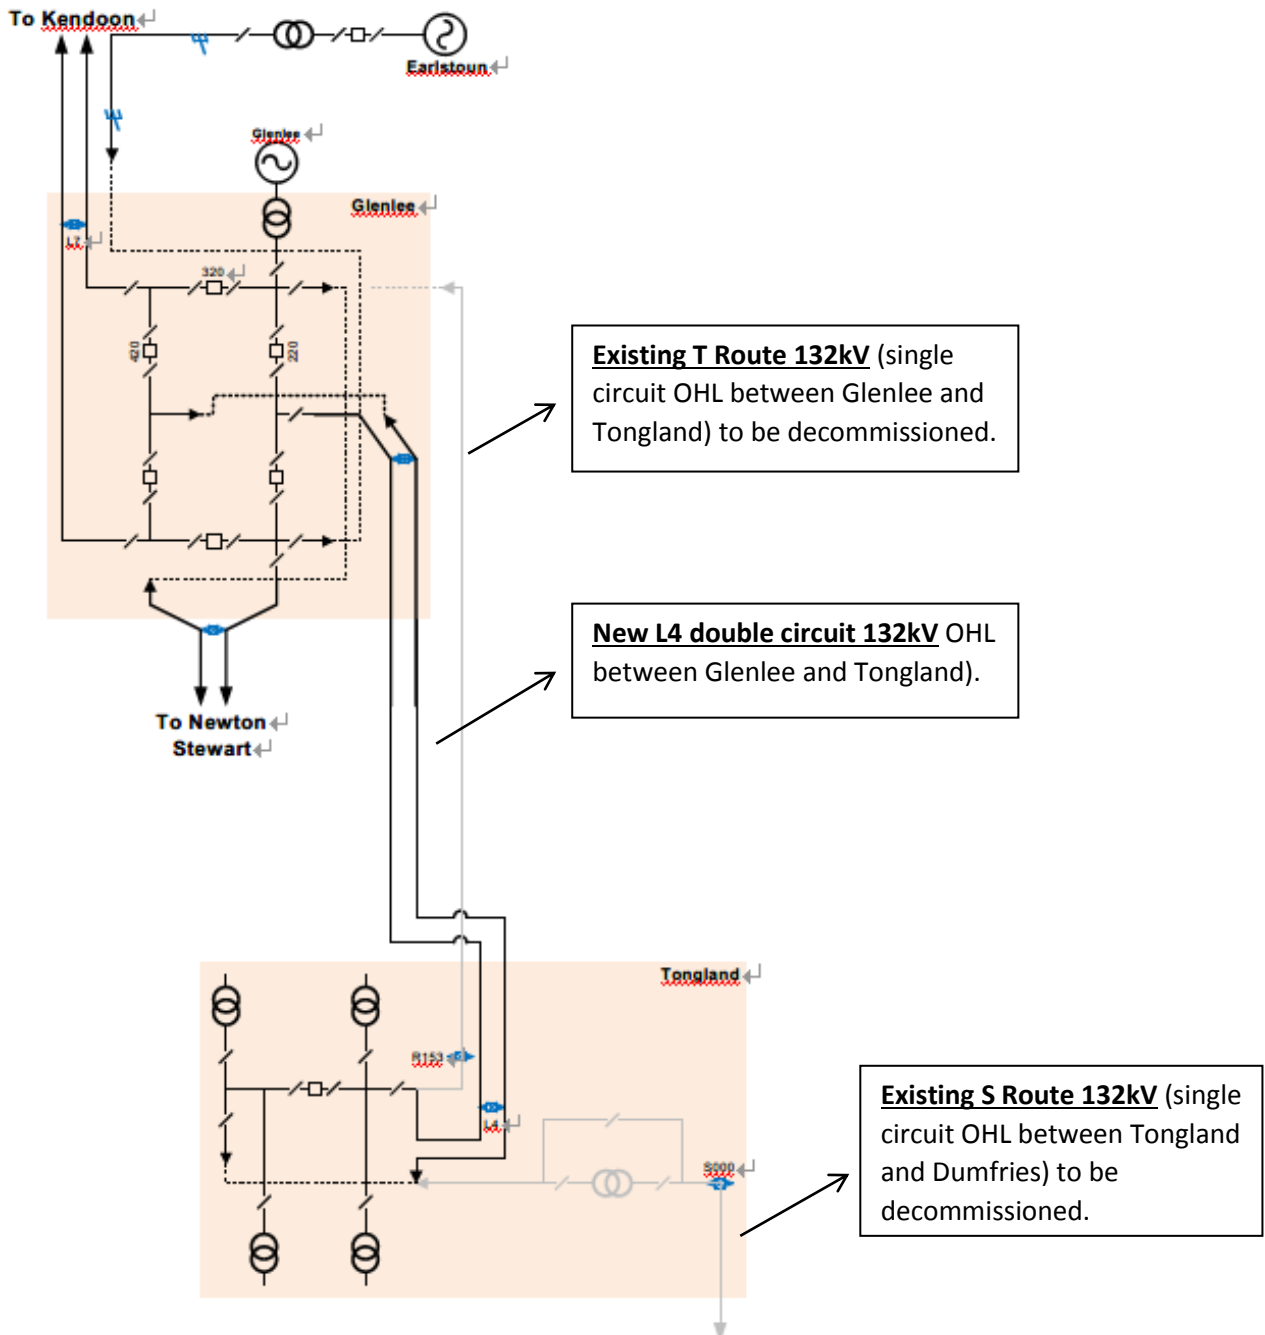 To Kendoon
Earlstoun
Glenlee
Glenlee
L7
320
420
220
Existing T Route 132kV (single
circuit OHL between Glenlee and
Tongland) to be decommissioned.
New L4 double circuit 132kV OHL
between Glenlee and Tongland).
To Newton
Stewart
Tongland
R153
L4
S000
Existing S Route 132kV (single
circuit OHL between Tongland
and Dumfries) to be
decommissioned.